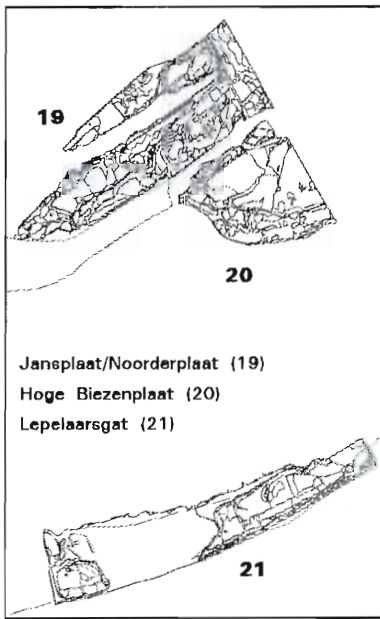 19
20
Jansplaat/Noorderplaat (19)
Hoge Biezenplaat (20)
Lepelaarsgat (21)
21